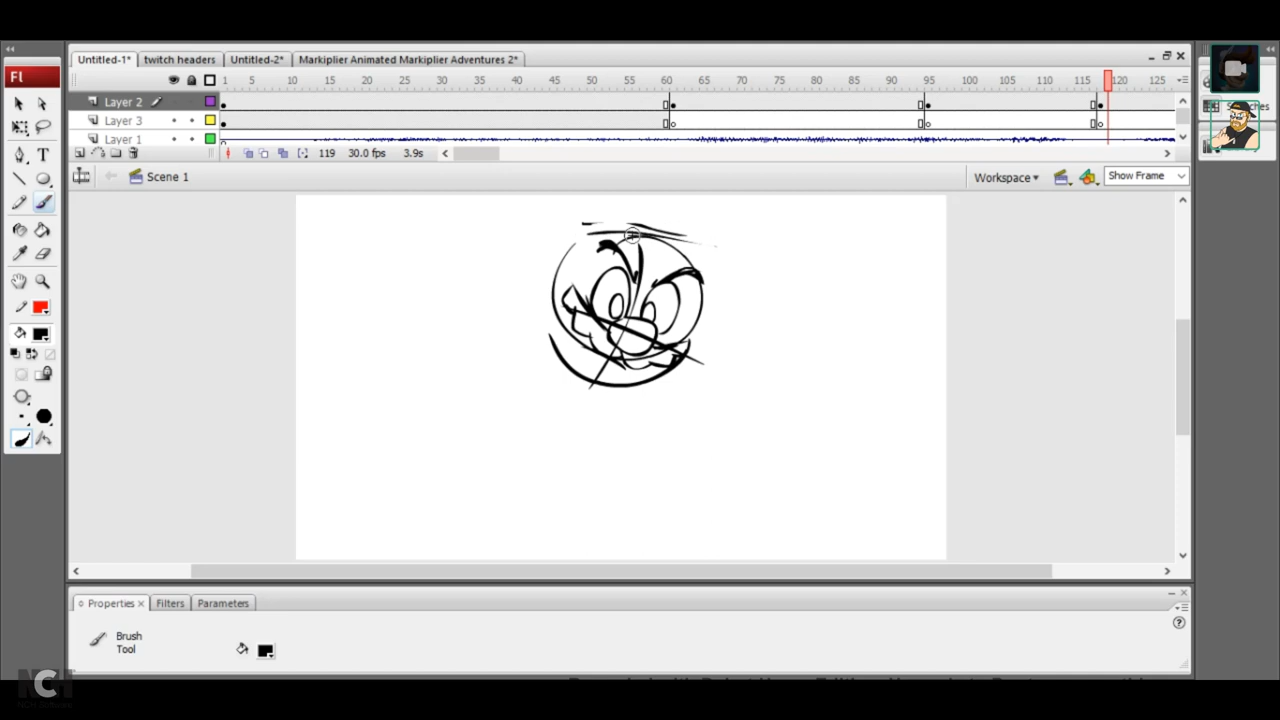 Untitled-1* twitch headers Untitled-2* Markiplier Animated Markiplier Adventures 2*
Fl
1 5 10 15 20 25 30 35 40 45 50 55 60 65 70 75 80 85 90 95 100 105 110 115 120 125
Layer 2
Layer 3
Layer 1
119 30.0 fps 3.9s
Scene 1 Workspace Show Frame
Properties Filters Parameters
Brush
Tool
NCH Software